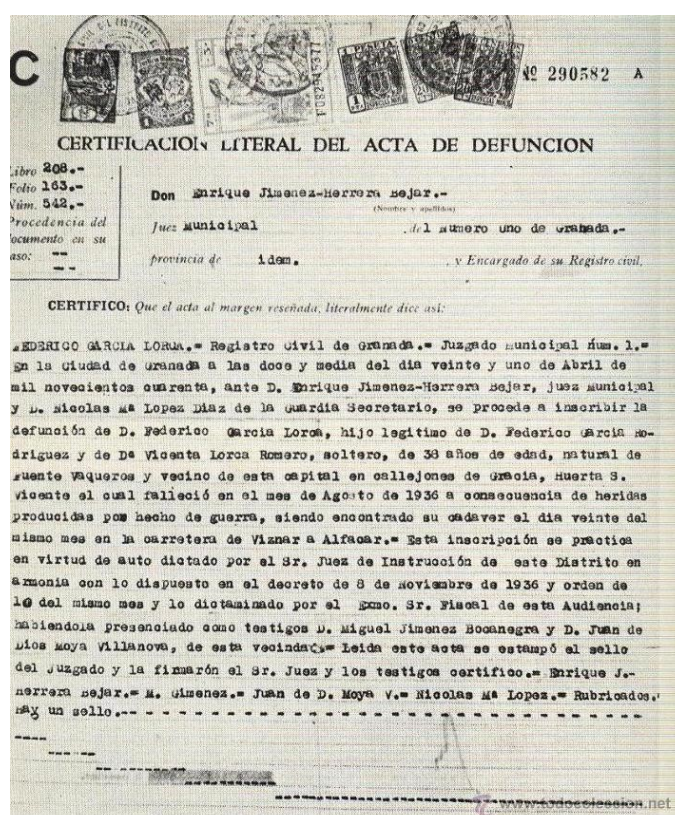 C
Nº 290582 A
CERTIFICACION LITERAL DEL ACTA DE DEFUNCION
Libro 208.-
Folio 163.-
Núm. 542.-
Procedencia del
documento en su
caso: --
--
Don Enrique Jimenez-Herrera Bejar.-
(Nombre y apellidos)
Juez Municipal del Numero uno de Granada.-
provincia de idem. , y Encargado de su Registro civil,
CERTIFICO: Que el acta al margen reseñada, literalmente dice así:
FEDERICO GARCIA LORCA.= Registro Civil de Granada.= Juzgado Municipal Núm. 1.=
En la Ciudad de Granada a las doce y media del dia veinte y uno de Abril de
mil novecientos cuarenta, ante D. Enrique Jimenez-Herrera Bejar, juez Municipal
y D. Nicolas Mª Lopez Diaz de la Guardia Secretario, se procede a inscribir la
defunción de D. Federico Garcia Lorca, hijo legitimo de D. Federico Garcia Ro-
driguez y de Dª Vicenta Lorca Romero, soltero, de 38 años de edad, natural de
Fuente Vaqueros y vecino de esta capital en callejones de Gracia, Huerta S.
Vicente el cual falleció en el mes de Agosto de 1936 a consecuencia de heridas
producidas por hecho de guerra, siendo encontrado su cadaver el dia veinte del
mismo mes en la carretera de Viznar a Alfacar.= Esta inscripción se practica
en virtud de auto dictado por el Sr. Juez de Instrucción de este Distrito en
armonia con lo dispuesto en el decreto de 8 de Noviembre de 1936 y orden de
10 del mismo mes y lo dictaminado por el Exmo. Sr. Fiscal de esta Audiencia;
habiendola presenciado como testigos D. Miguel Jimenez Bocanegra y D. Juan de
Dios Moya Villanova, de esta vecindad.= Leida este acta se estampó el sello
del Juzgado y la firmarón el Sr. Juez y los testigos certifico.= Enrique J.-
Herrera Bejar.= M. Gimenez.= Juan de D. Moya V.= Nicolas Mª Lopez.= Rubricados.
Hay un sello.--
www.todocoleccion.net